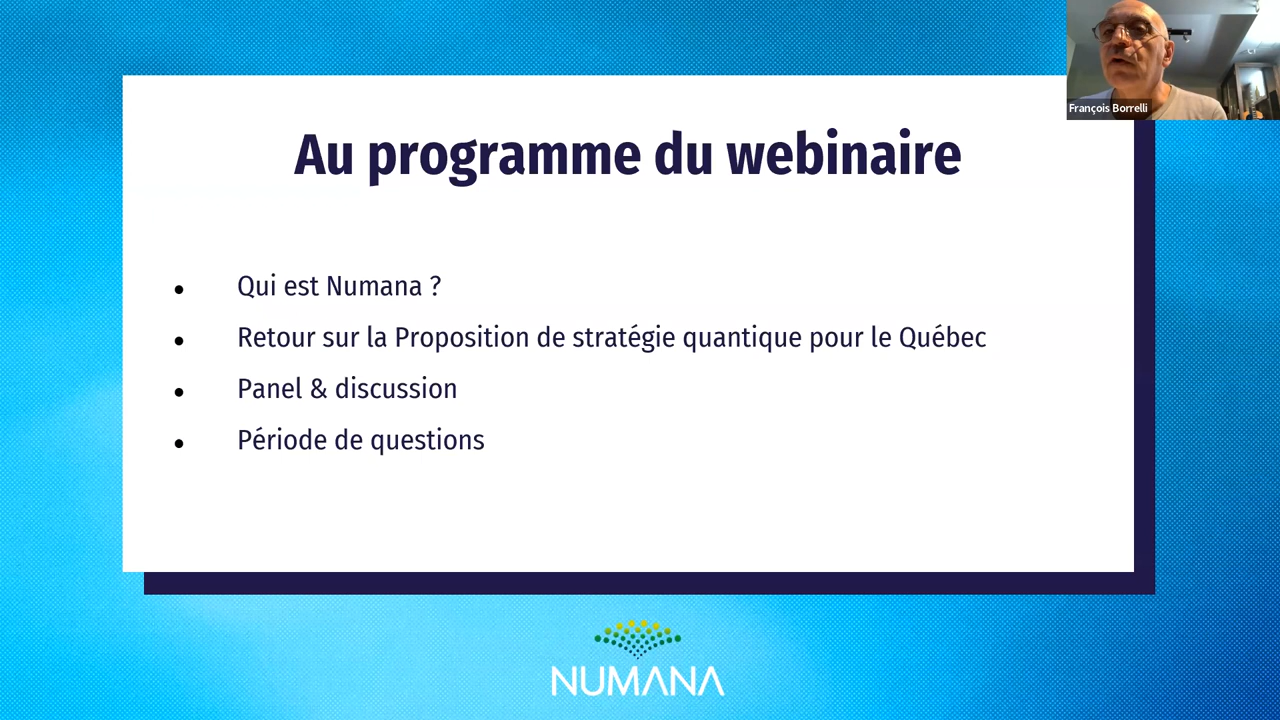 François Borrelli
Au programme du webinaire
• Qui est Numana ?
• Retour sur la Proposition de stratégie quantique pour le Québec
• Panel & discussion
• Période de questions
NUMANA